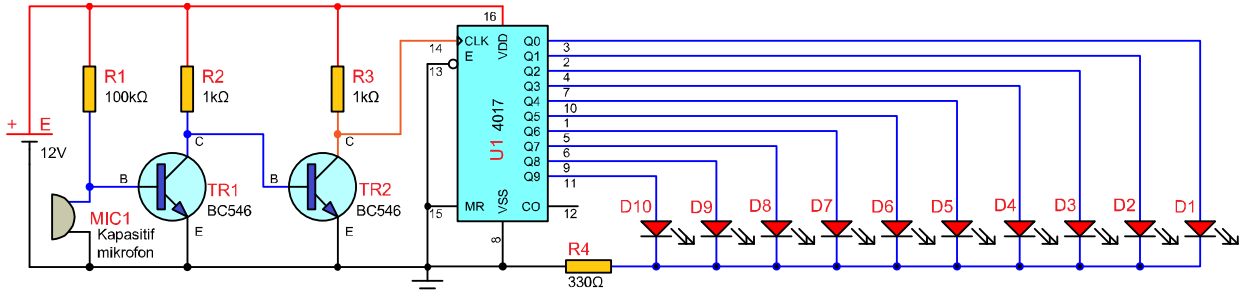 + E
12V
R1
100kΩ
R2
1kΩ
R3
1kΩ
MIC1
Kapasitif
mikrofon
B
C
E
TR1
BC546
B
C
E
TR2
BC546
16
VDD
14 CLK
13 E
15 MR
VSS
8
U1 4017
Q0 3
Q1 2
Q2 4
Q3 7
Q4 10
Q5 1
Q6 5
Q7 6
Q8 9
Q9 11
CO 12
R4
330Ω
D10 D9 D8 D7 D6 D5 D4 D3 D2 D1